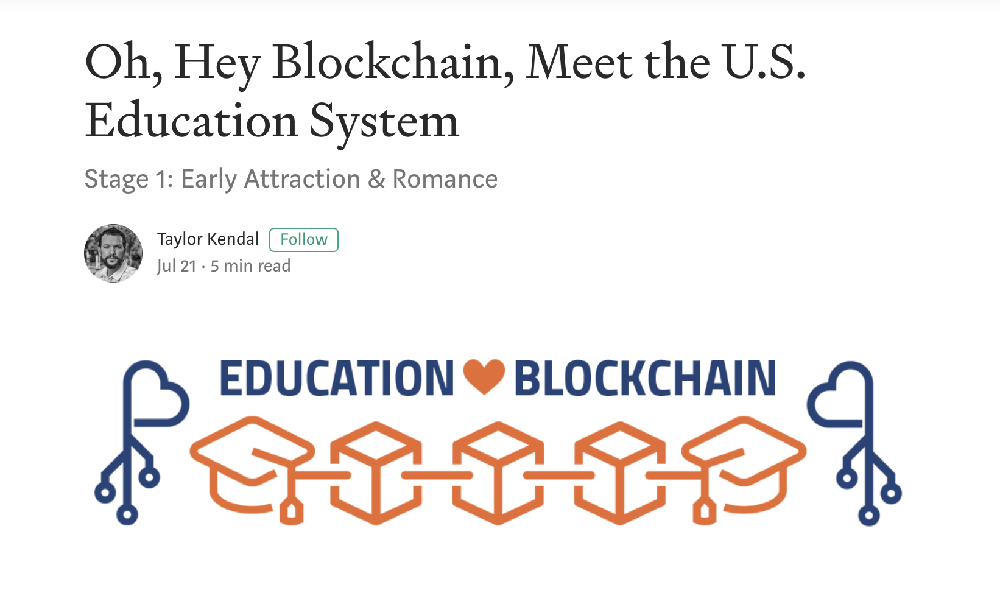 Oh, Hey Blockchain, Meet the U.S.
Education System
Stage 1: Early Attraction & Romance
Taylor Kendal Follow
Jul 21 · 5 min read
EDUCATION BLOCKCHAIN